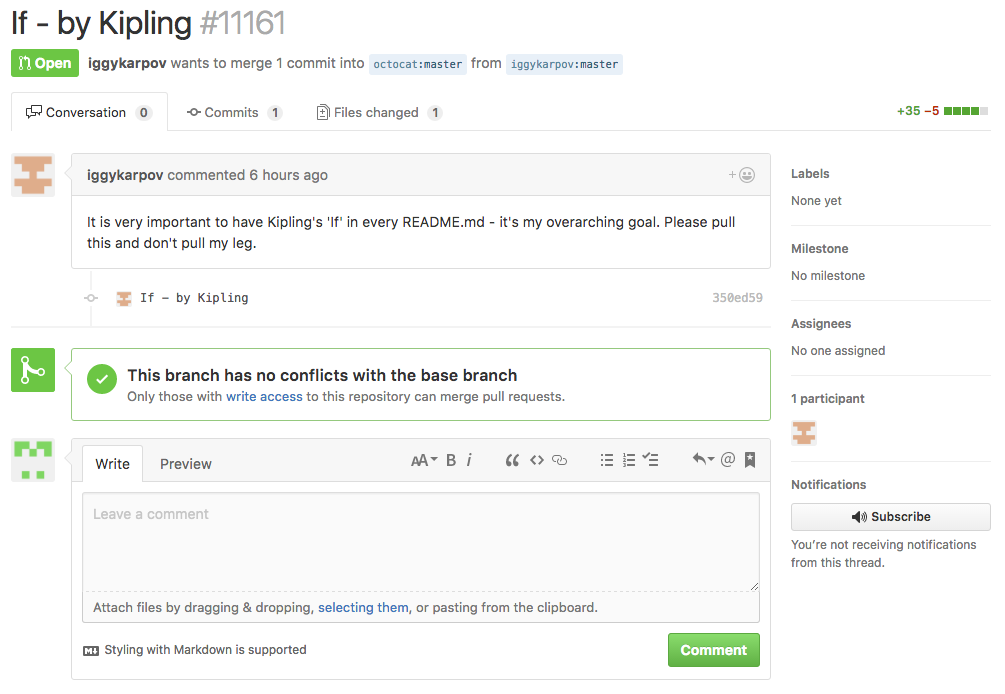 If – by Kipling #11161
Open iggykarpov wants to merge 1 commit into octocat:master from iggykarpov:master
Conversation 0 Commits 1 Files changed 1 +35 −5
iggykarpov commented 6 hours ago
It is very important to have Kipling's 'If' in every README.md - it's my overarching goal. Please pull
this and don't pull my leg.
If – by Kipling 350ed59
This branch has no conflicts with the base branch
Only those with write access to this repository can merge pull requests.
Write Preview AA B i
Leave a comment
Attach files by dragging & dropping, selecting them, or pasting from the clipboard.
Styling with Markdown is supported
Comment
Labels
None yet
Milestone
No milestone
Assignees
No one assigned
1 participant
Notifications
Subscribe
You’re not receiving notifications
from this thread.